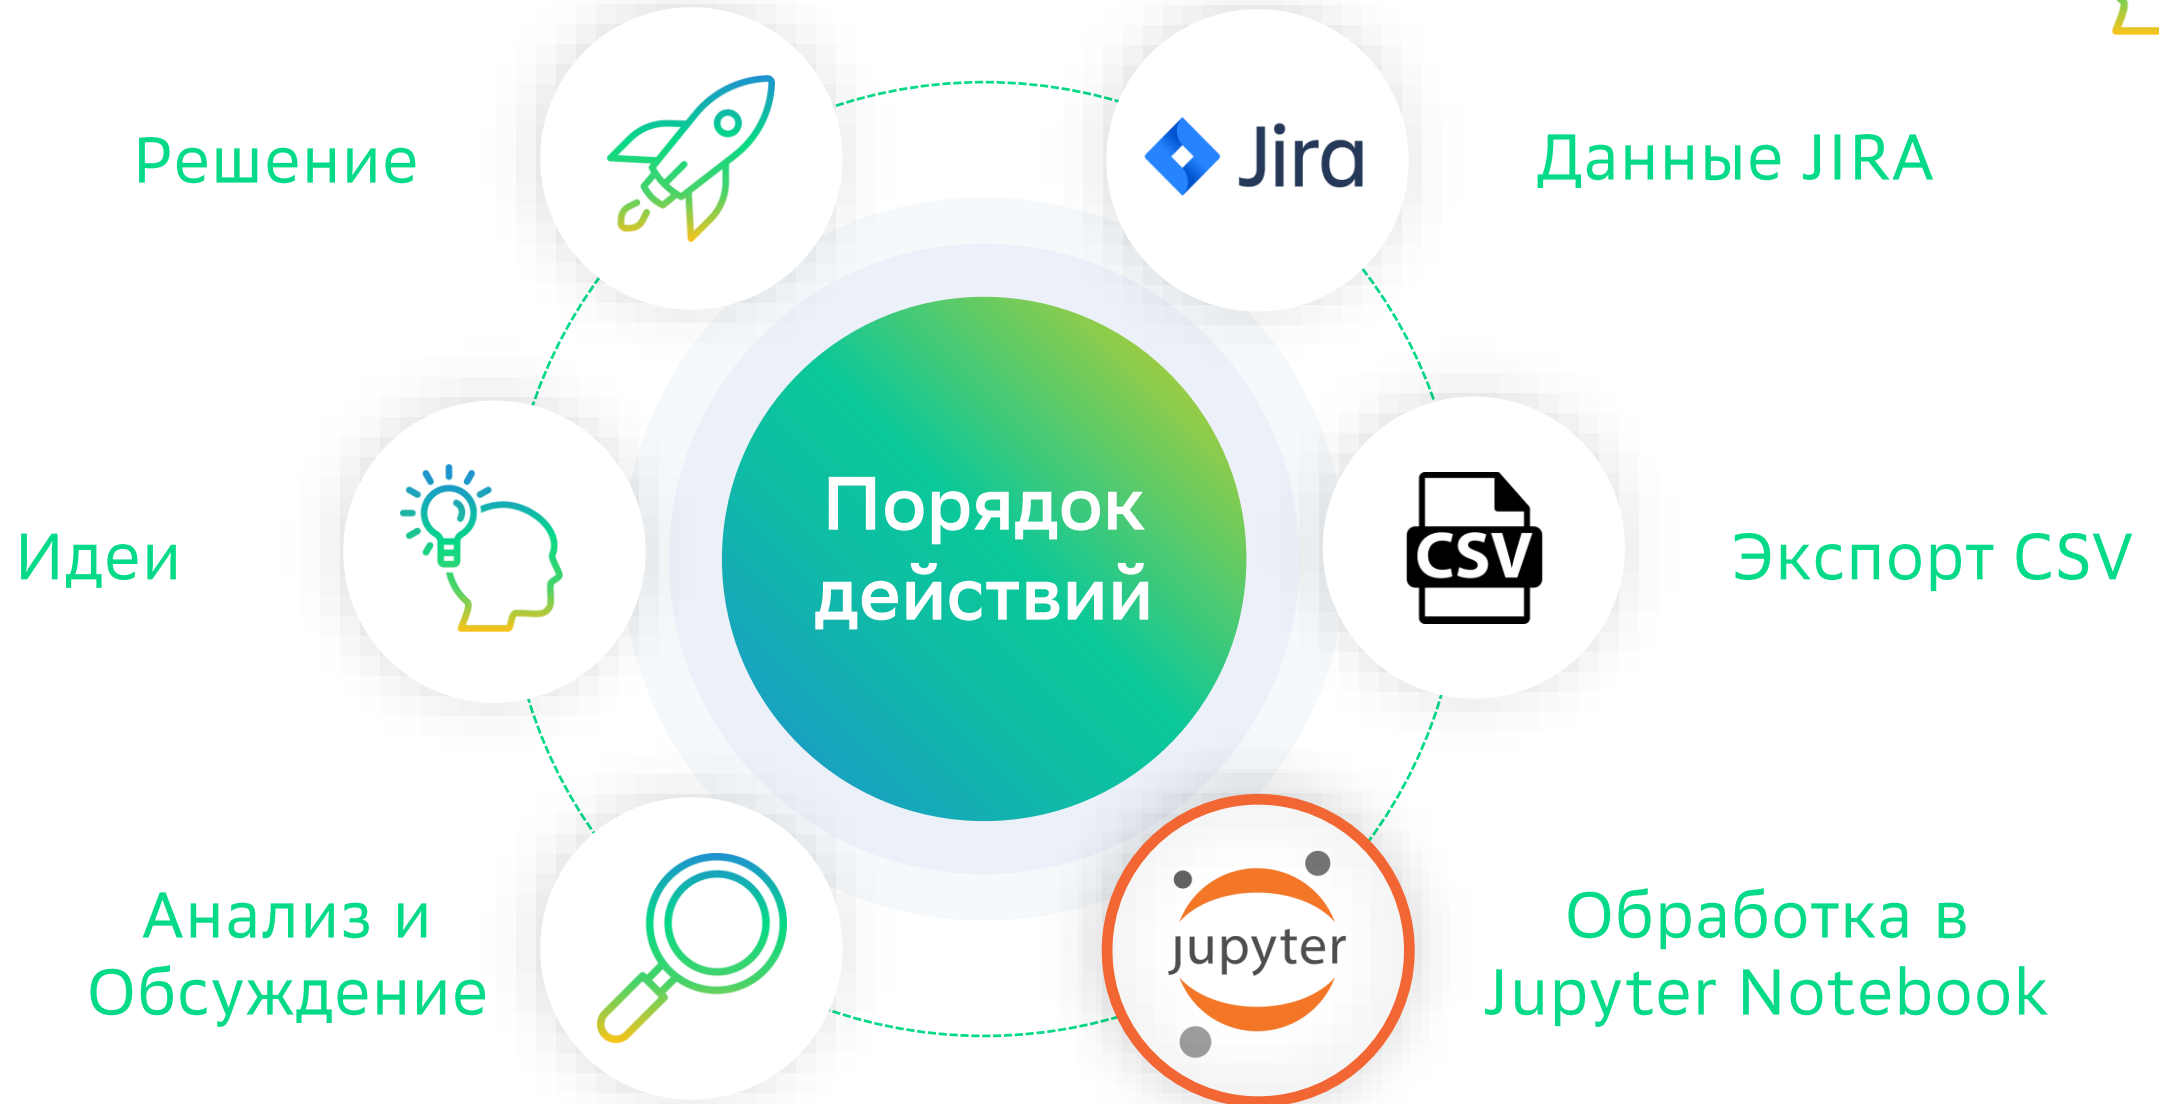 Решение
Jira
Данные JIRA
Порядок
действий
Идеи
CSV
Экспорт CSV
Анализ и
Обсуждение
jupyter
Обработка в
Jupyter Notebook